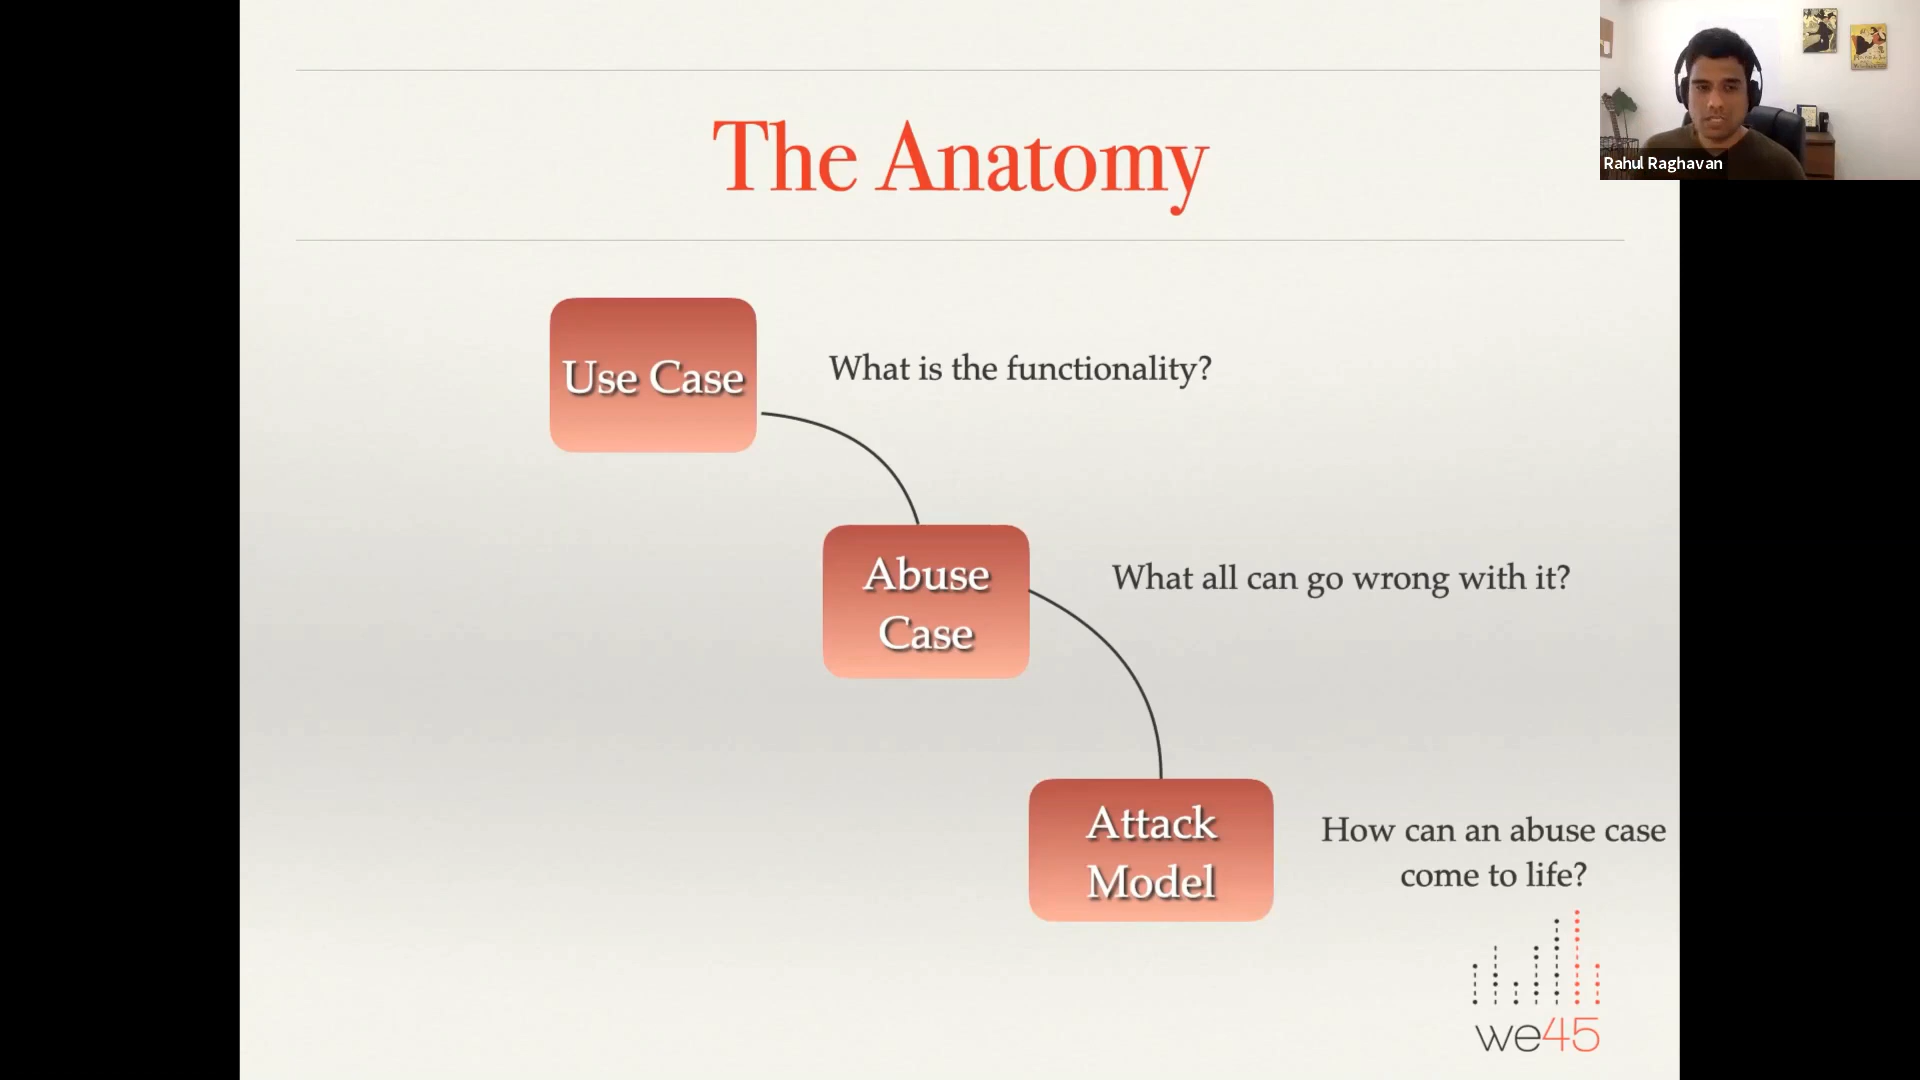 The Anatomy
Rahul Raghavan
Use Case
What is the functionality?
Abuse
Case
What all can go wrong with it?
Attack
Model
How can an abuse case
come to life?
we45